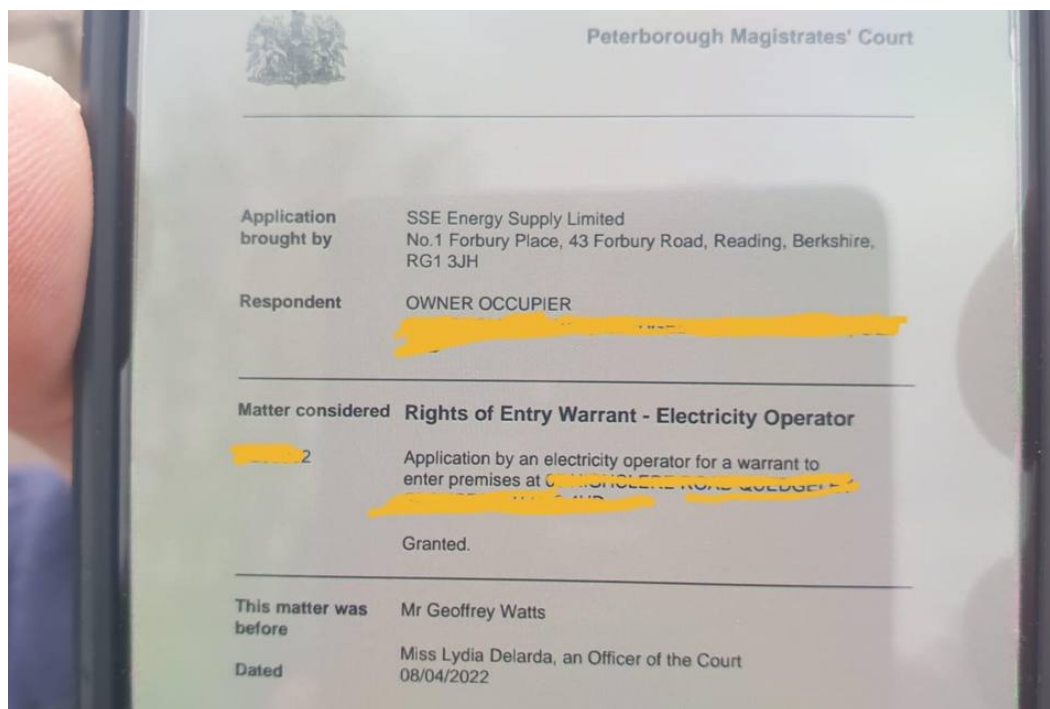 Peterborough Magistrates' Court
Application brought by
SSE Energy Supply Limited
No.1 Forbury Place, 43 Forbury Road, Reading, Berkshire,
RG1 3JH
Respondent
OWNER OCCUPIER
Matter considered
Rights of Entry Warrant - Electricity Operator
2
Application by an electricity operator for a warrant to
enter premises at
Granted.
This matter was before
Mr Geoffrey Watts
Miss Lydia Delarda, an Officer of the Court
Dated
08/04/2022